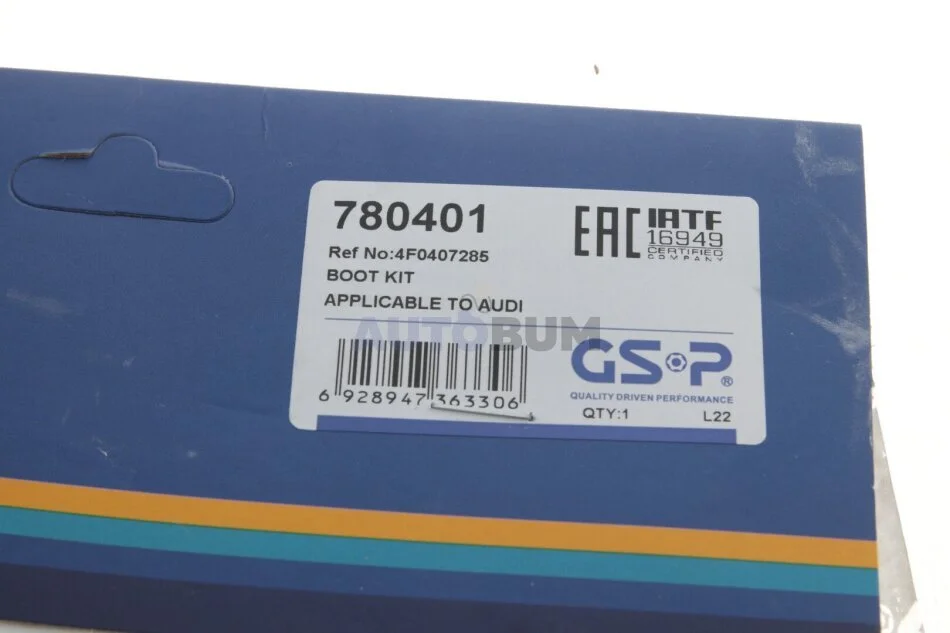 780401
Ref No:4F0407285
BOOT KIT
APPLICABLE TO AUDI
EAC
IATF
16949
CERTIFIED
COMPANY
AUTOBUM
6 928947 363306
GSP®
QUALITY DRIVEN PERFORMANCE
QTY:1 L22